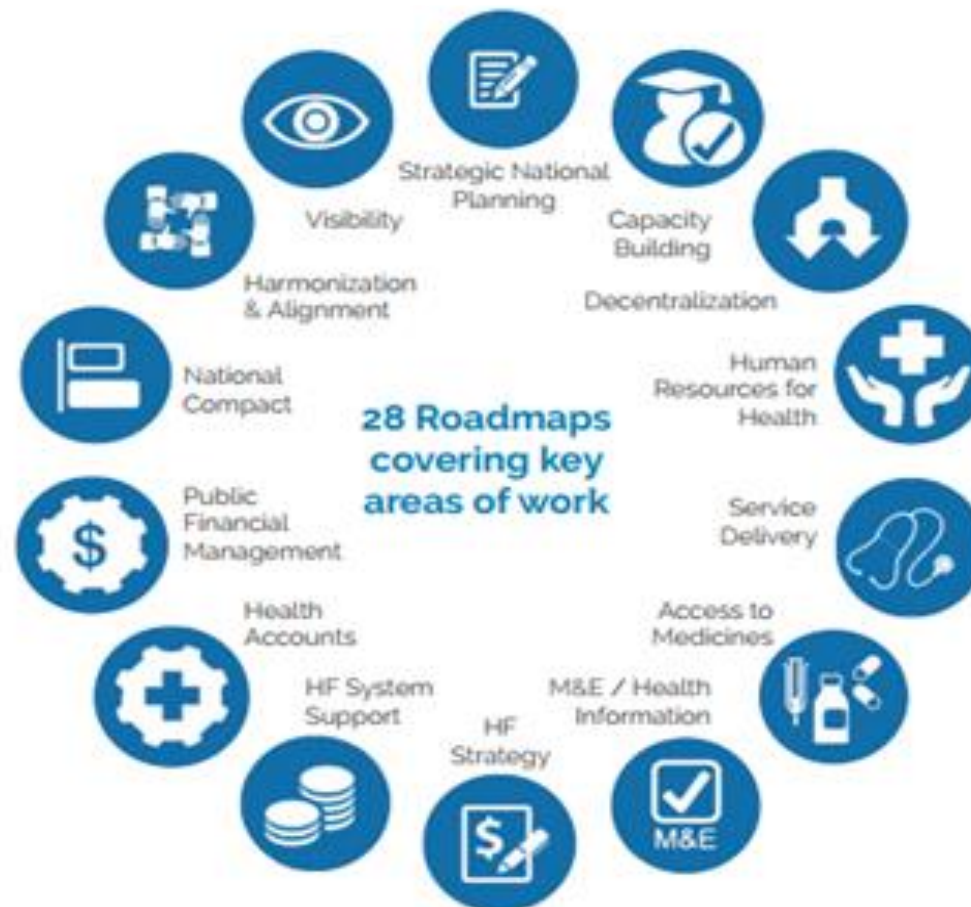 Strategic National
Planning
Capacity
Building
Decentralization
Human
Resources for
Health
Service
Delivery
Access to
Medicines
M&E / Health
Information
M&E
HF
Strategy
$
HF System
Support
Health
Accounts
Public
Financial
Management
$
National
Compact
Harmonization
& Alignment
Visibility
28 Roadmaps
covering key
areas of work